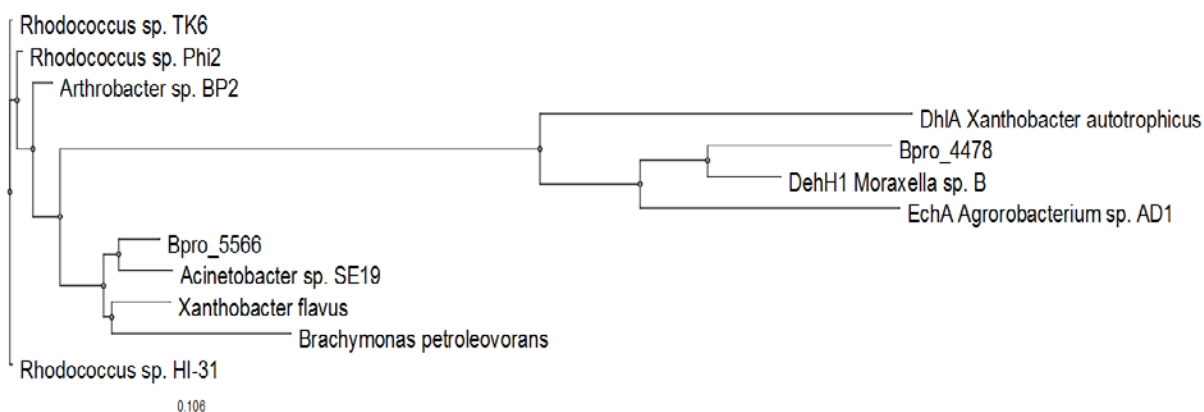 Rhodococcus sp. TK6
Rhodococcus sp. Phi2
Arthrobacter sp. BP2
DhlA Xanthobacter autotrophicus
Bpro_4478
DehH1 Moraxella sp. B
EchA Agrorobacterium sp. AD1
Bpro_5566
Acinetobacter sp. SE19
Xanthobacter flavus
Brachymonas petroleovorans
Rhodococcus sp. HI-31
0.106